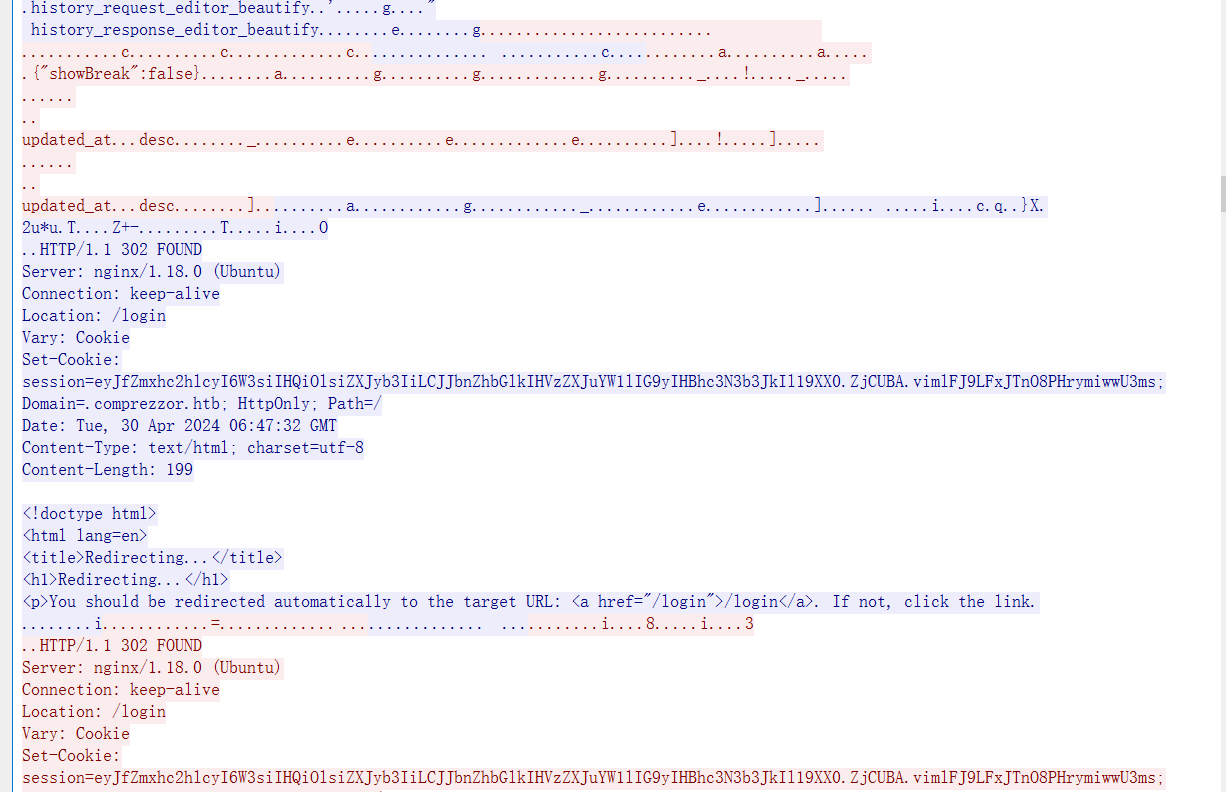 .history_request_editor_beautify..'.....g...."
history_response_editor_beautify........e........g..........................
...........c..........c.............c............... ............c............a..........a.....
.{"showBreak":false}........a..........g..........g.............g.........._....!....._.....
......
..
updated_at...desc........_..........e..........e.............e..........]....!.....].....
......
..
updated_at...desc........]...........a............g............_............e............]...... .....i....c.q..}X.
2u*u.T....Z+-.........T.....i....O
..HTTP/1.1 302 FOUND
Server: nginx/1.18.0 (Ubuntu)
Connection: keep-alive
Location: /login
Vary: Cookie
Set-Cookie:
session=eyJfZmxhc2hlcyI6W3siIHQiOlsiZXJyb3IiLCJJbnZhbGlkIHVzZXJuYW1lIG9yIHBhc3N3b3JkIl19XX0.ZjCUBA.vimlFJ9LFxJTnO8PHrymiwwU3ms;
Domain=.comprezzor.htb; HttpOnly; Path=/
Date: Tue, 30 Apr 2024 06:47:32 GMT
Content-Type: text/html; charset=utf-8
Content-Length: 199
<!doctype html>
<html lang=en>
<title>Redirecting...</title>
<h1>Redirecting...</h1>
<p>You should be redirected automatically to the target URL: <a href="/login">/login</a>. If not, click the link.
........i............=............. ................ ...........i....8.....i....3
..HTTP/1.1 302 FOUND
Server: nginx/1.18.0 (Ubuntu)
Connection: keep-alive
Location: /login
Vary: Cookie
Set-Cookie:
session=eyJfZmxhc2hlcyI6W3siIHQiOlsiZXJyb3IiLCJJbnZhbGlkIHVzZXJuYW1lIG9yIHBhc3N3b3JkIl19XX0.ZjCUBA.vimlFJ9LFxJTnO8PHrymiwwU3ms;